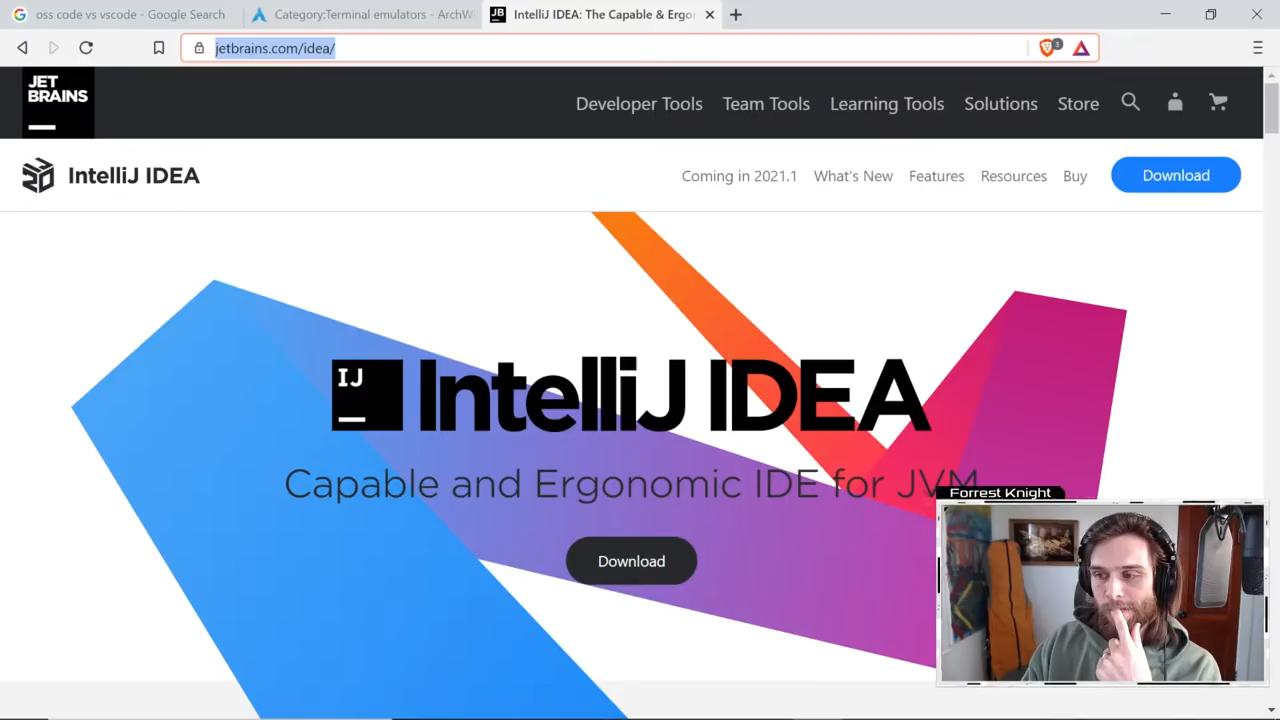 oss code vs vscode - Google Search
Category:Terminal emulators - ArchW
JB
IntelliJ IDEA: The Capable & Ergo
jetbrains.com/idea/
3
JET
BRAINS
Developer Tools
Team Tools
Learning Tools
Solutions
Store
IntelliJ IDEA
Coming in 2021.1
What's New
Features
Resources
Buy
Download
IJ
IntelliJ IDEA
Capable and Ergonomic IDE for JVM
Download
Forrest Knight